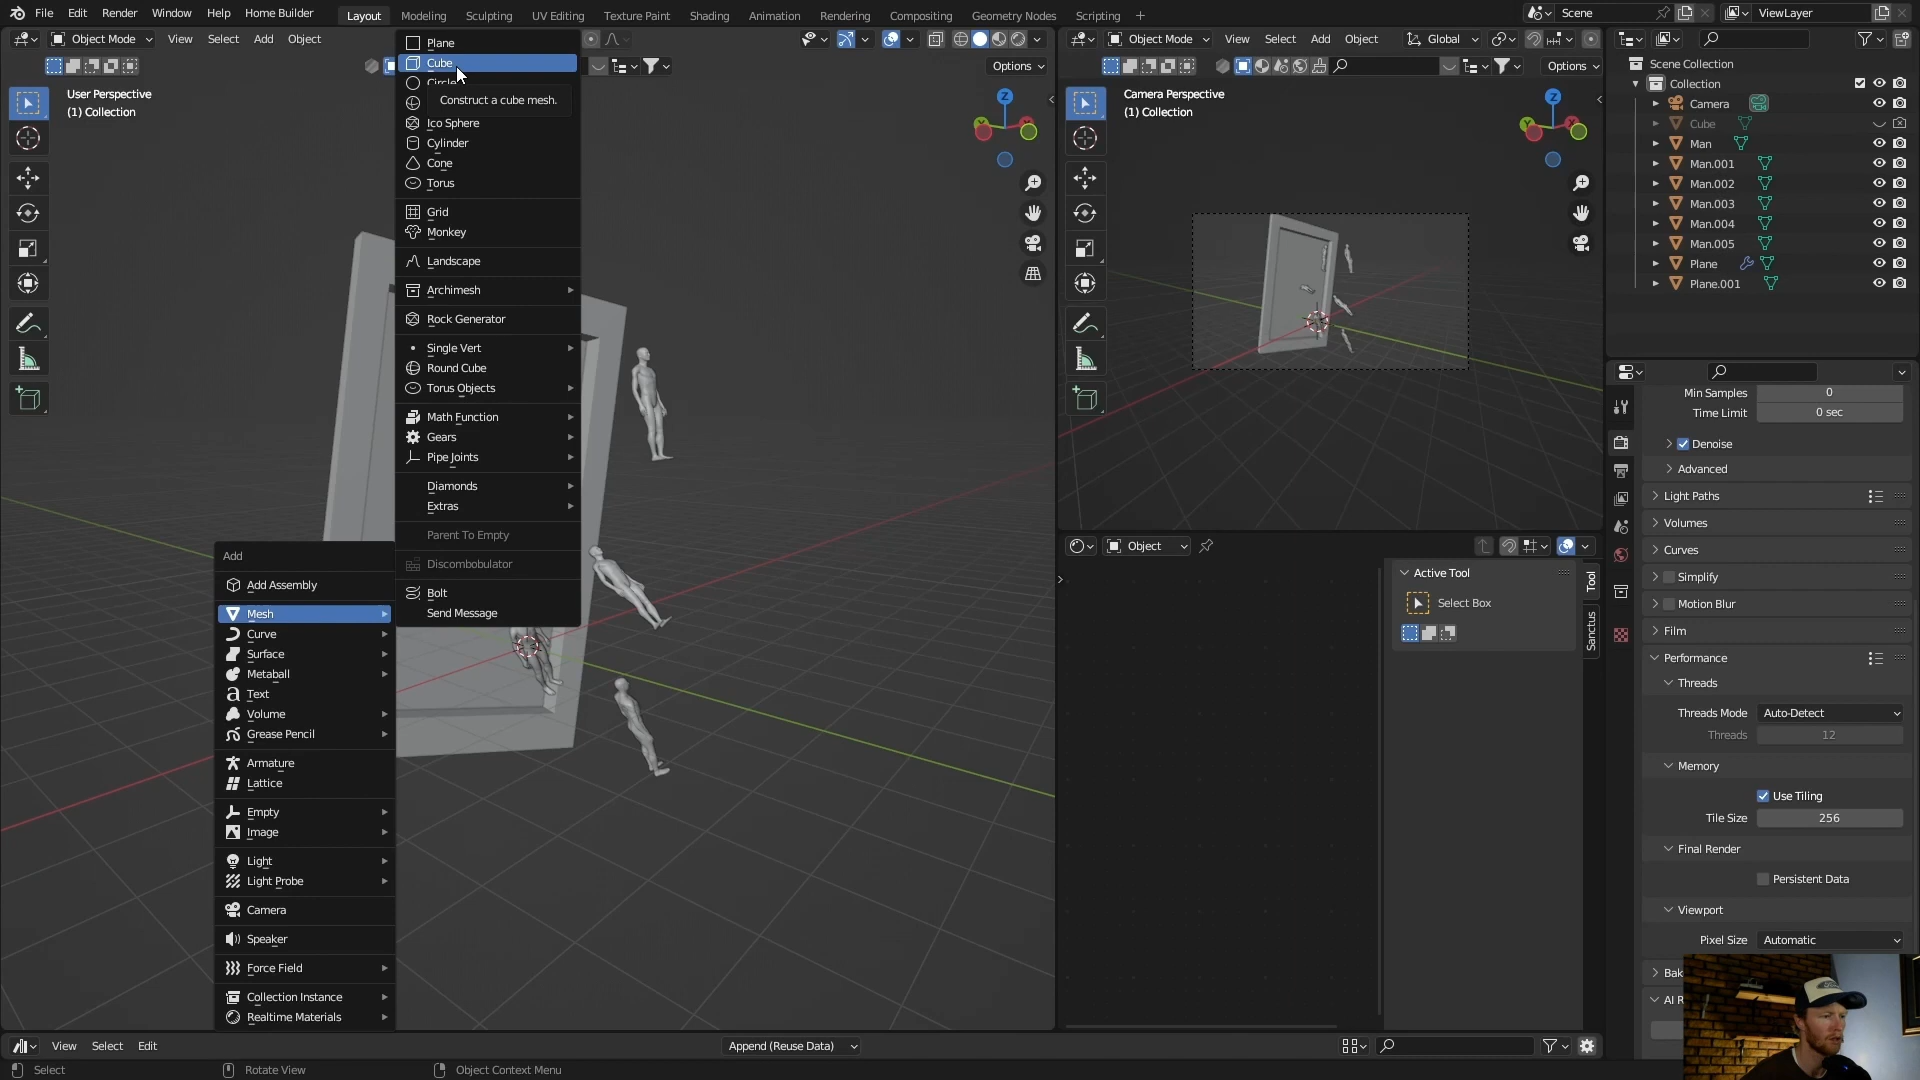 File Edit Render Window Help Home Builder Layout Modeling Sculpting UV Editing Texture Paint Shading Animation Rendering Compositing Geometry Nodes Scripting Scene ViewLayer
Object Mode View Select Add Object
Options
User Perspective
(1) Collection
Plane
Cube
Circle
Construct a cube mesh.
Ico Sphere
Cylinder
Cone
Torus
Grid
Monkey
Landscape
Archimesh
Rock Generator
Single Vert
Round Cube
Torus Objects
Math Function
Gears
Pipe Joints
Diamonds
Extras
Parent To Empty
Discombobulator
Bolt
Send Message
Add
Add Assembly
Mesh
Curve
Surface
Metaball
Text
Volume
Grease Pencil
Armature
Lattice
Empty
Image
Light
Light Probe
Camera
Speaker
Force Field
Collection Instance
Realtime Materials
Object Mode View Select Add Object Global
Options
Camera Perspective
(1) Collection
Object
Active Tool
Select Box
Tool
Sanctus
Scene Collection
Collection
Camera
Cube
Man
Man.001
Man.002
Man.003
Man.004
Man.005
Plane
Plane.001
Min Samples 0
Time Limit 0 sec
Denoise
Advanced
Light Paths
Volumes
Curves
Simplify
Motion Blur
Film
Performance
Threads
Threads Mode Auto-Detect
Threads 12
Memory
Use Tiling
Tile Size 256
Final Render
Persistent Data
Viewport
Pixel Size Automatic
View Select Edit Append (Reuse Data)
Select Rotate View Object Context Menu